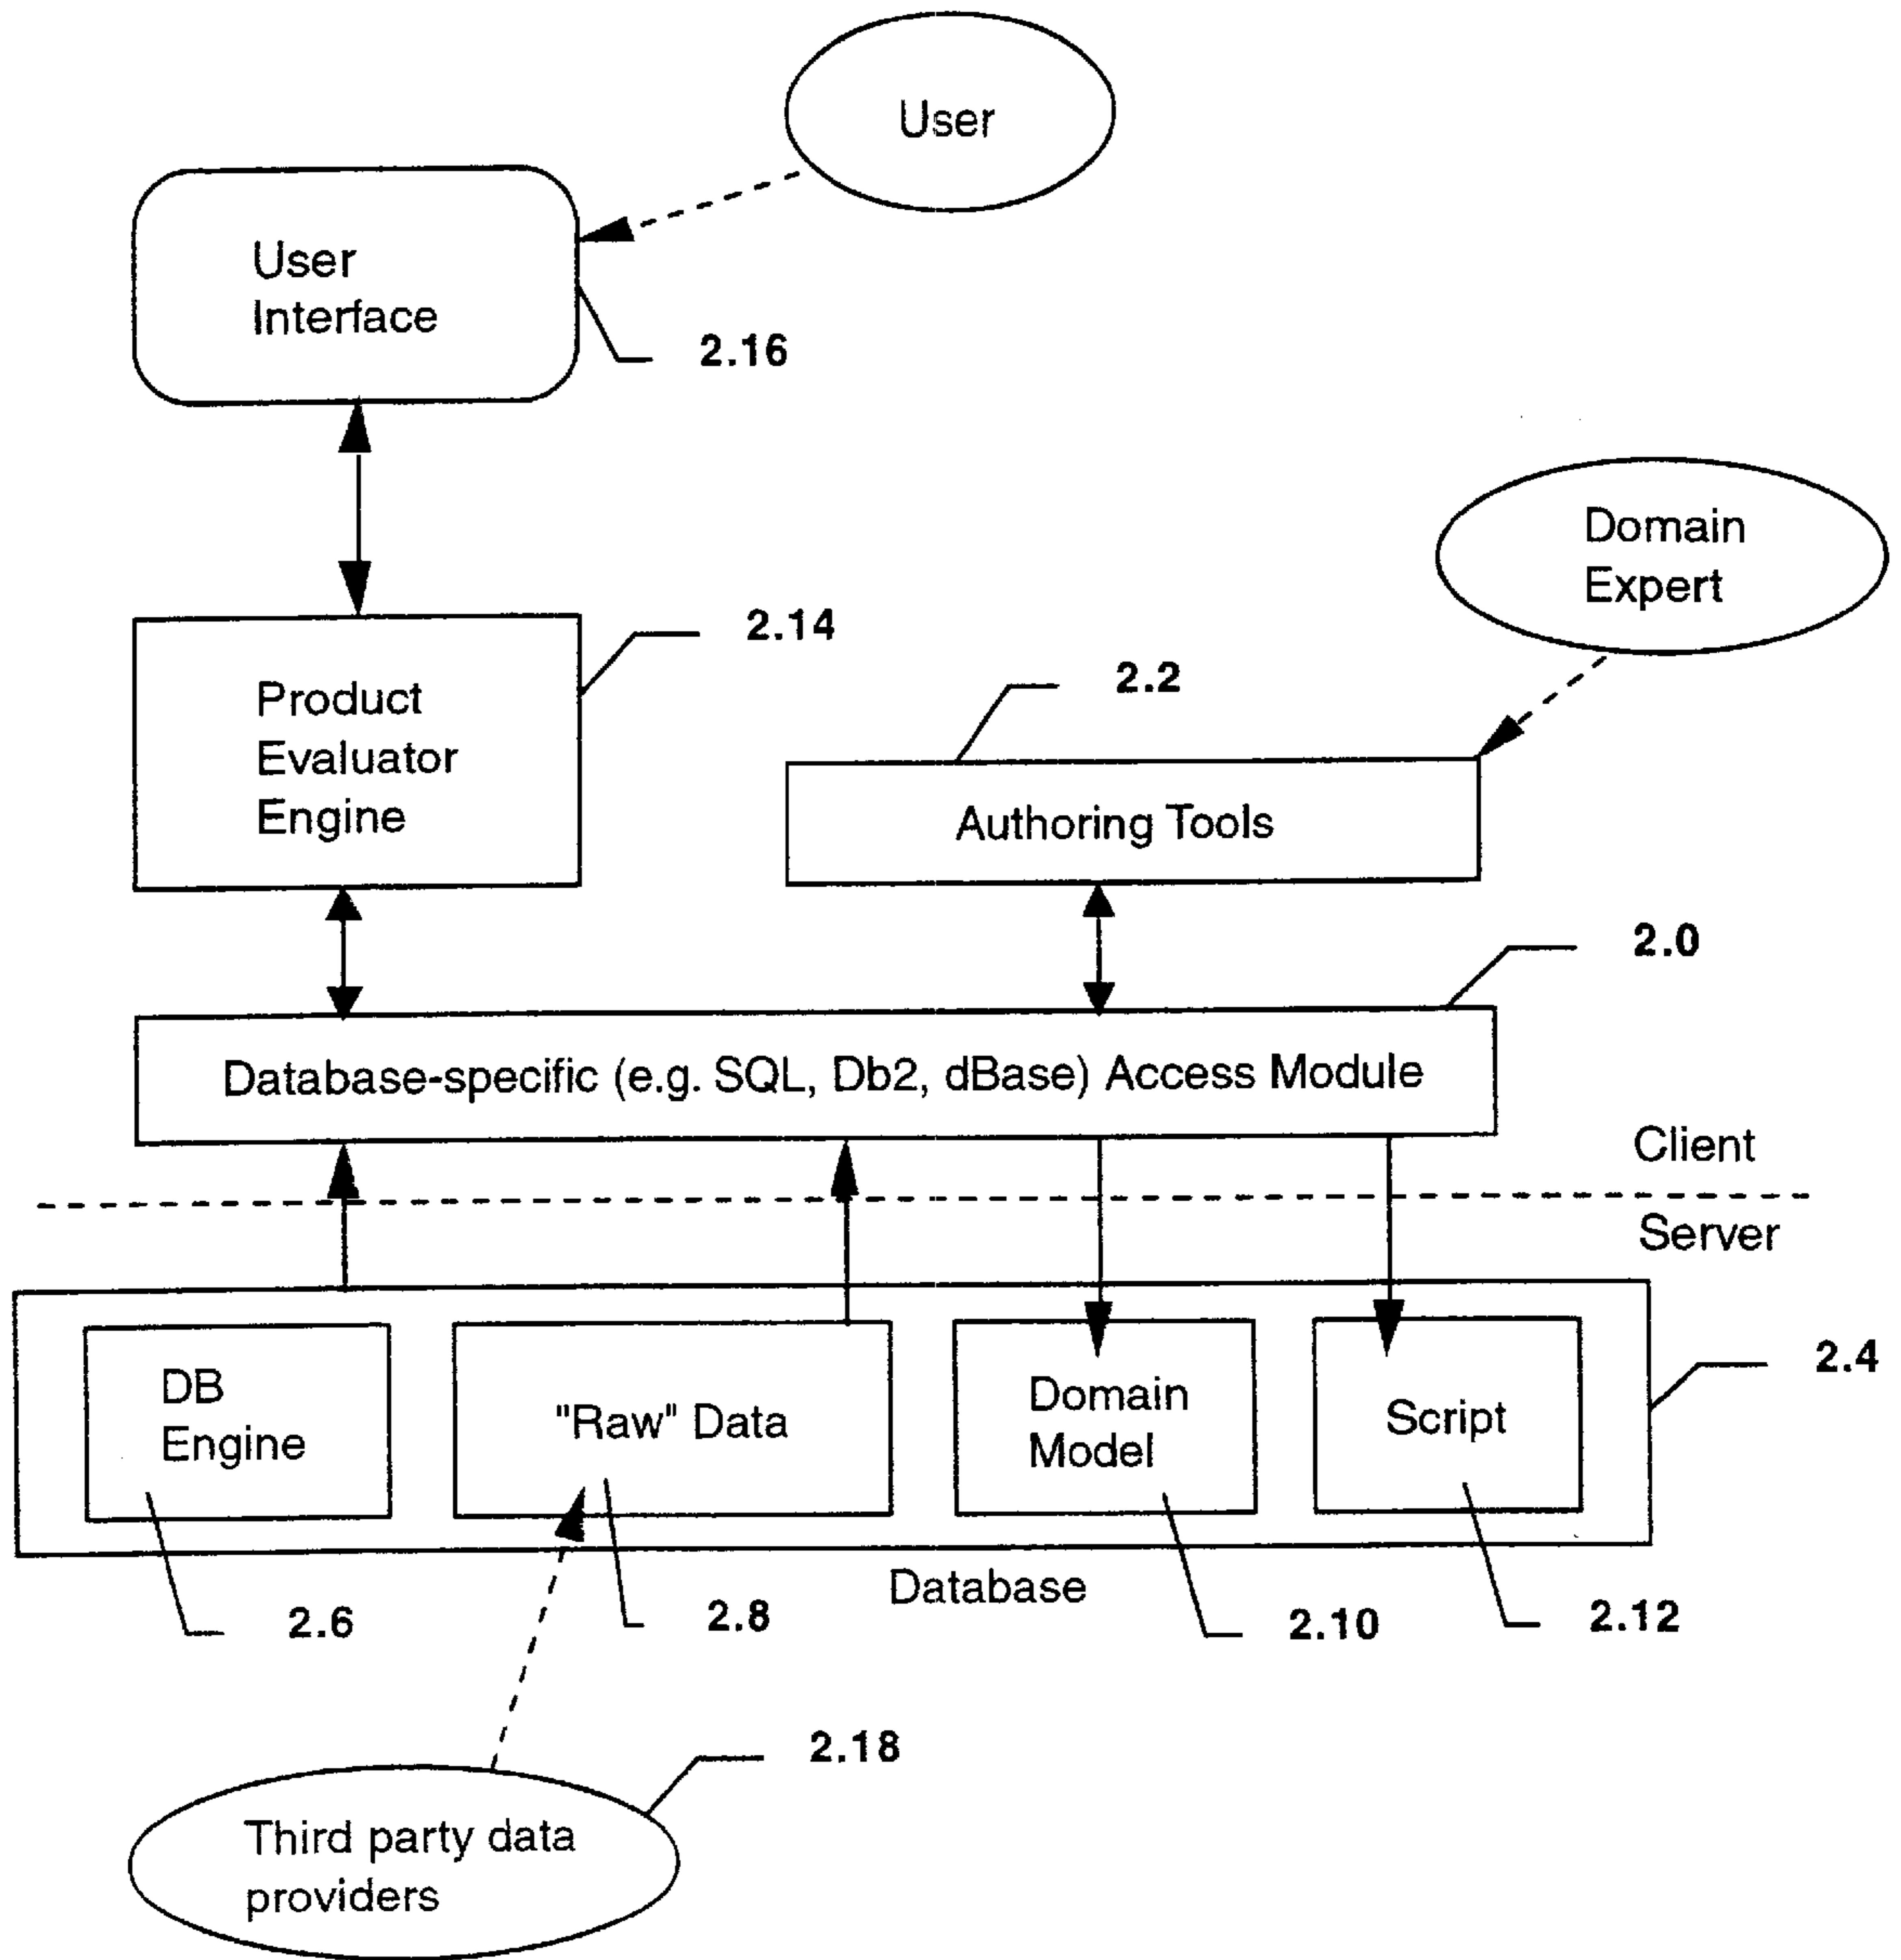 User
User
Interface
2.16
Domain
Expert
2.14
Product
Evaluator
Engine
2.2
Authoring Tools
2.0
Database-specific (e.g. SQL, Db2, dBase) Access Module
Client
Server
2.4
DB
Engine
"Raw" Data
Domain
Model
Script
Database
2.6
2.8
2.10
2.12
2.18
Third party data
providers